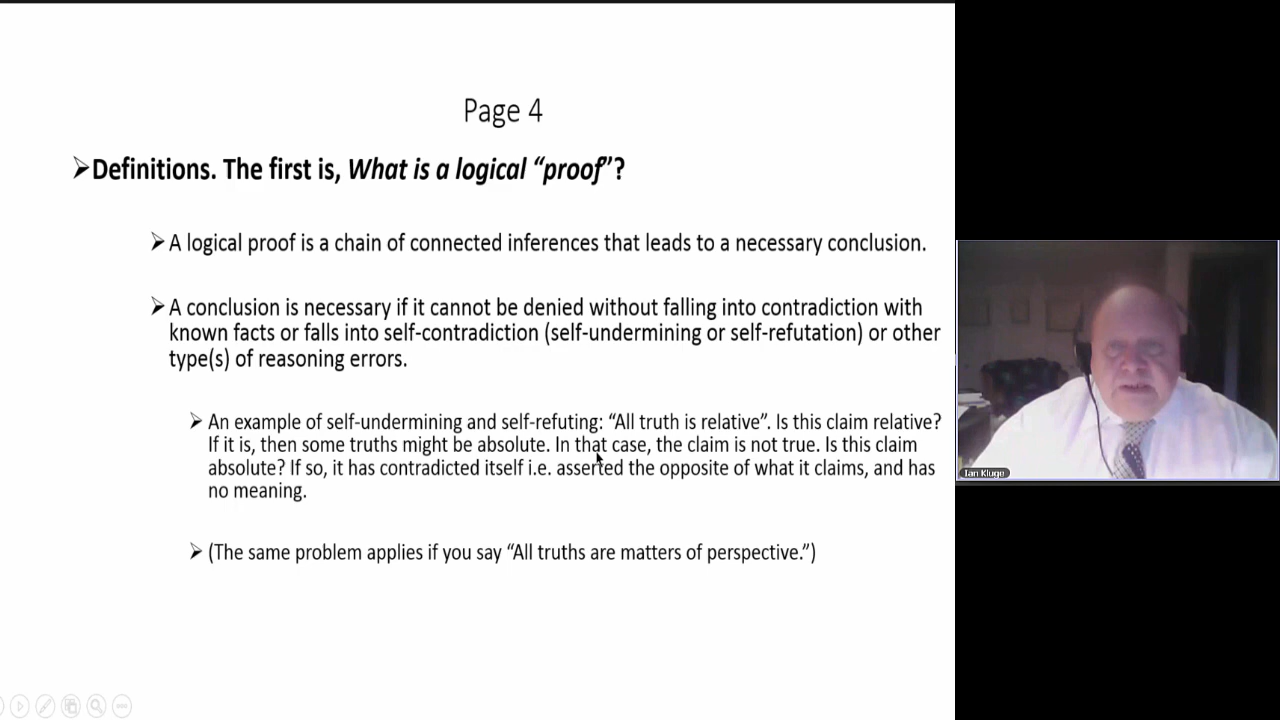 Page 4
➢Definitions. The first is, What is a logical “proof”?
➢A logical proof is a chain of connected inferences that leads to a necessary conclusion.
➢A conclusion is necessary if it cannot be denied without falling into contradiction with
known facts or falls into self-contradiction (self-undermining or self-refutation) or other
type(s) of reasoning errors.
➢An example of self-undermining and self-refuting: “All truth is relative”. Is this claim relative?
If it is, then some truths might be absolute. In that case, the claim is not true. Is this claim
absolute? If so, it has contradicted itself i.e. asserted the opposite of what it claims, and has
no meaning.
➢(The same problem applies if you say “All truths are matters of perspective.”)
Ian Kluge